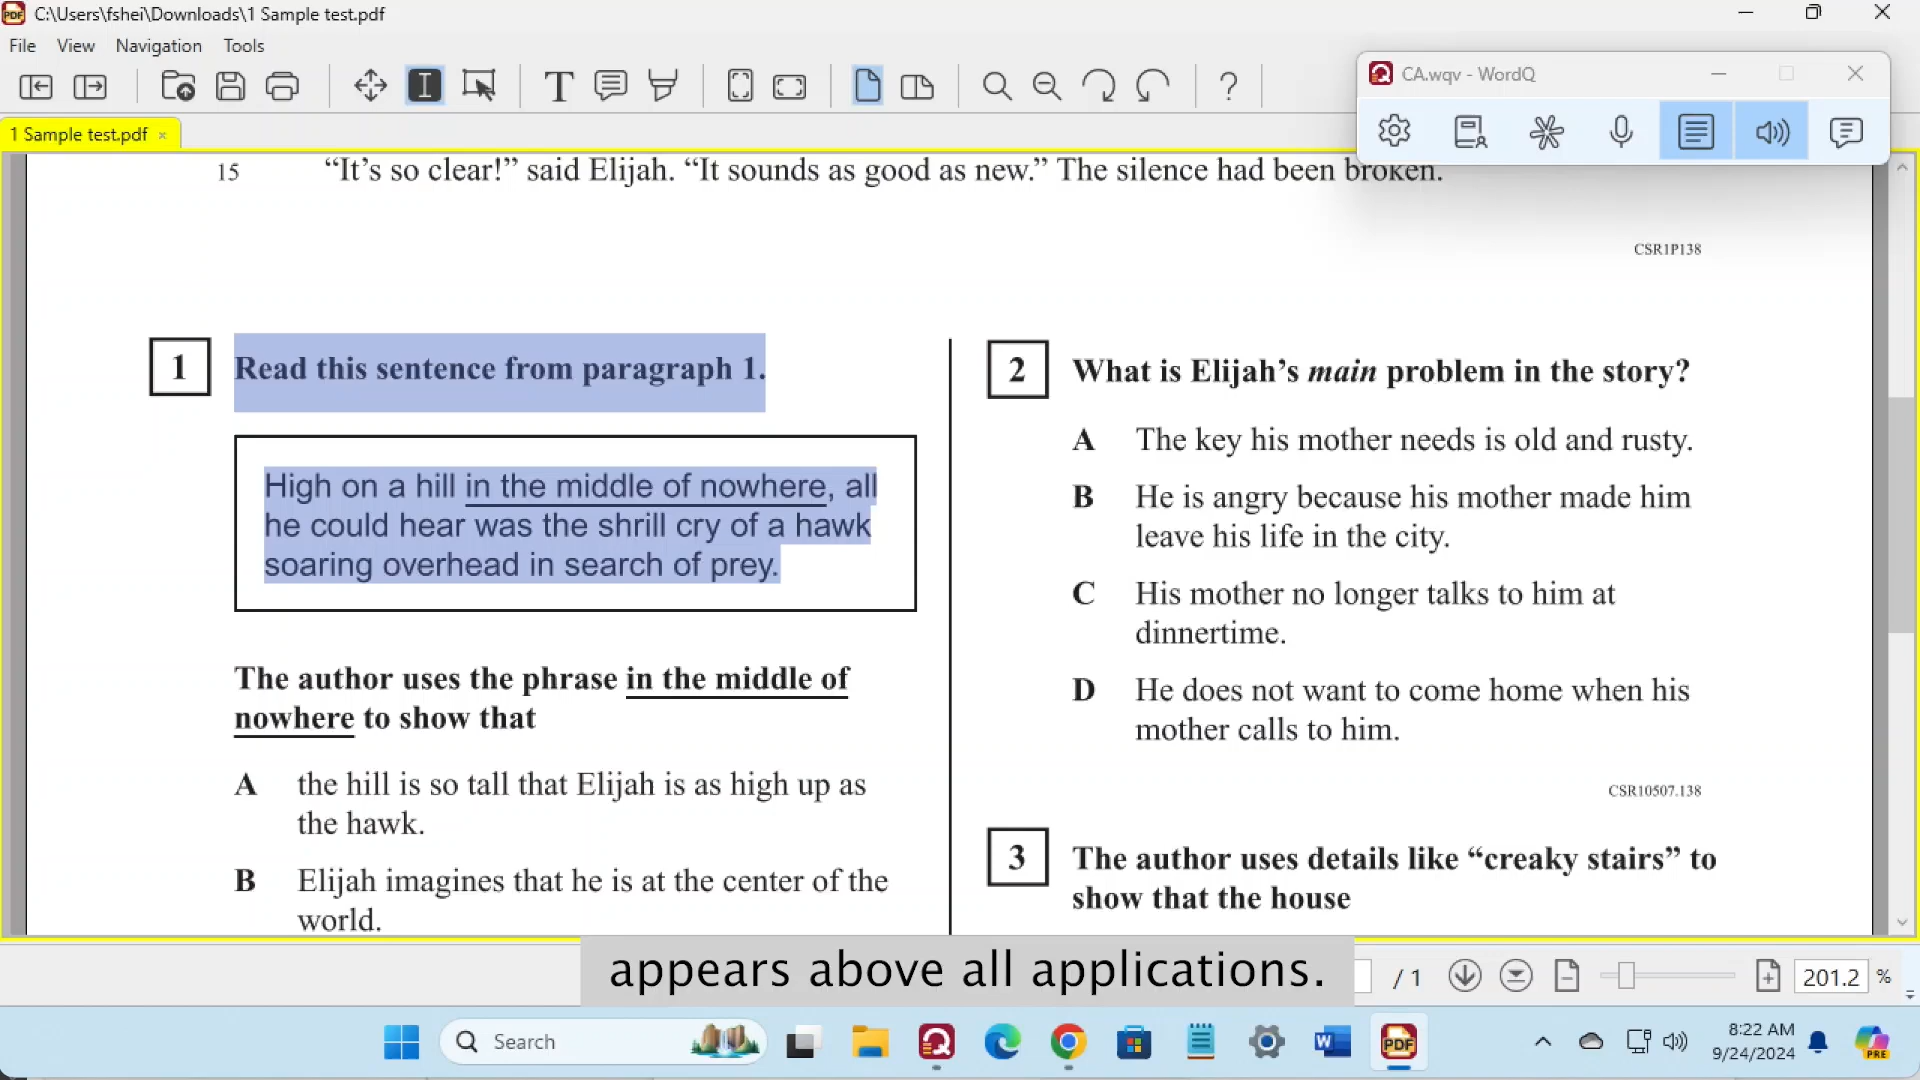 C:\Users\fshei\Downloads\1 Sample test.pdf
File View Navigation Tools
CA.wqv - WordQ
1 Sample test.pdf
15 “It’s so clear!” said Elijah. “It sounds as good as new.” The silence had been broken.
CSR1P138
1 Read this sentence from paragraph 1.
High on a hill in the middle of nowhere, all
he could hear was the shrill cry of a hawk
soaring overhead in search of prey.
The author uses the phrase in the middle of
nowhere to show that
A the hill is so tall that Elijah is as high up as
the hawk.
B Elijah imagines that he is at the center of the
world.
2 What is Elijah’s main problem in the story?
A The key his mother needs is old and rusty.
B He is angry because his mother made him
leave his life in the city.
C His mother no longer talks to him at
dinnertime.
D He does not want to come home when his
mother calls to him.
CSR10507.138
3 The author uses details like “creaky stairs” to
show that the house
appears above all applications.
/ 1
201.2 %
Search
PDF
8:22 AM
9/24/2024
PRE